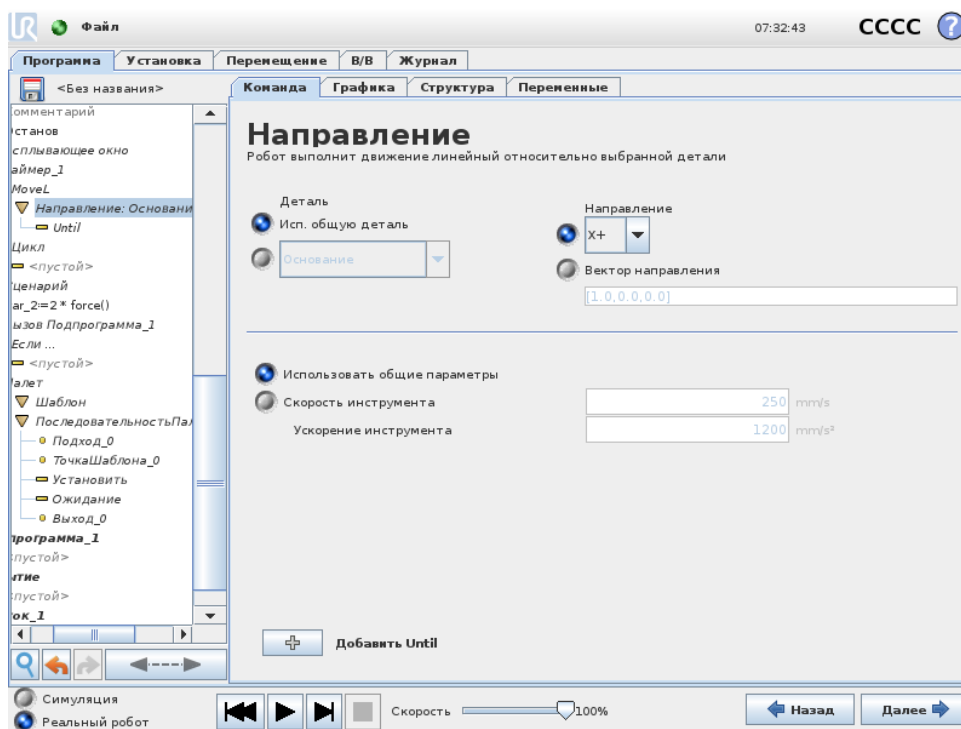 UR Файл 07:32:43 CCCC ?
Программа Установка Перемещение В/В Журнал
<Без названия>
Команда Графика Структура Переменные
омментарий
останов
сплывающее окно
аймер_1
MoveL
Направление: Основани
Until
Цикл
<пустой>
ценарий
ar_2≔2 * force()
ызов Подпрограмма_1
Если ...
<пустой>
алет
Шаблон
ПоследовательностьПал
Подход_0
ТочкаШаблона_0
Установить
Ожидание
Выход_0
программа_1
<пустой>
ытие
<пустой>
ок_1
Направление
Робот выполнит движение линейный относительно выбранной детали
Деталь
Исп. общую деталь
Основание
Направление
X+
Вектор направления
[1.0,0.0,0.0]
Использовать общие параметры
Скорость инструмента 250 mm/s
Ускорение инструмента 1200 mm/s²
Добавить Until
Симуляция
Реальный робот
Скорость 100%
Назад Далее